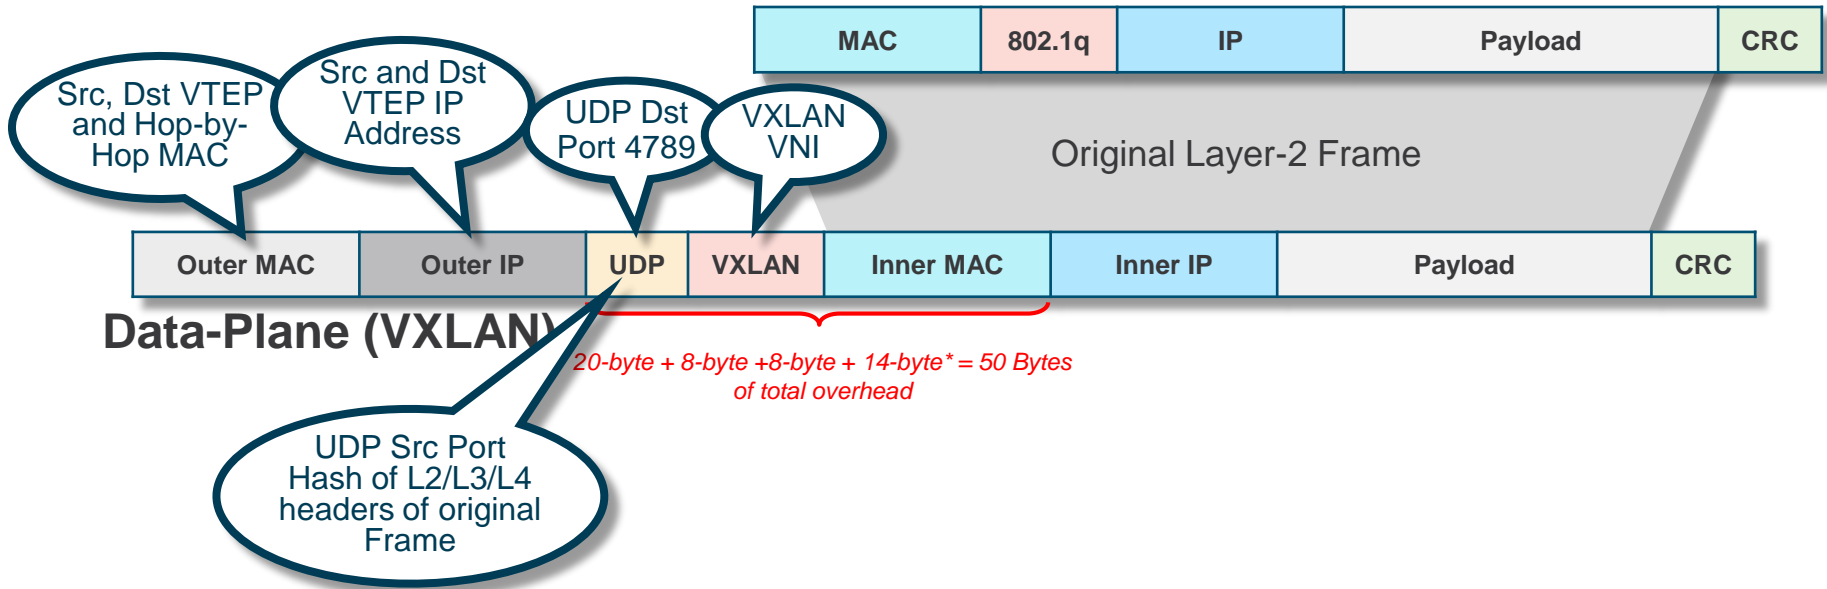 MAC 802.1q IP Payload CRC
Src, Dst VTEP
and Hop-by-
Hop MAC
Src and Dst
VTEP IP
Address
UDP Dst
Port 4789
VXLAN
VNI
Original Layer-2 Frame
Outer MAC Outer IP UDP VXLAN Inner MAC Inner IP Payload CRC
Data-Plane (VXLAN)
20-byte + 8-byte +8-byte + 14-byte* = 50 Bytes
of total overhead
UDP Src Port
Hash of L2/L3/L4
headers of original
Frame